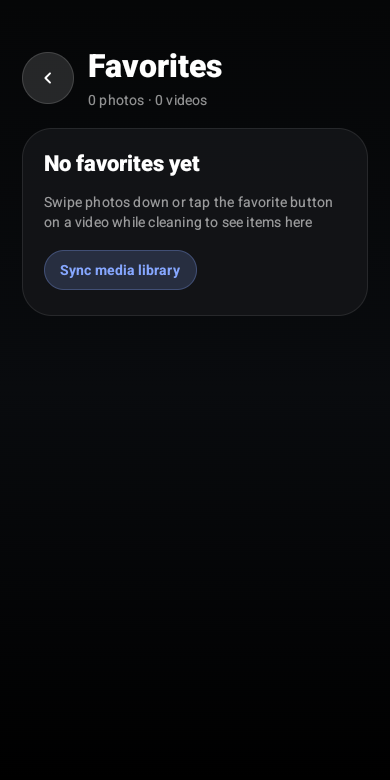 Favorites
0 photos · 0 videos
No favorites yet
Swipe photos down or tap the favorite button
on a video while cleaning to see items here
Sync media library